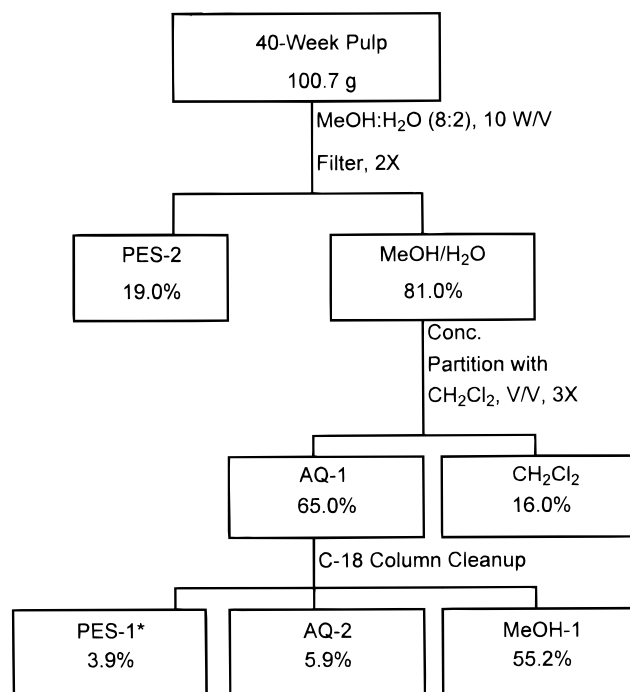 40-Week Pulp
100.7 g
MeOH:H₂O (8:2), 10 W/V
Filter, 2X
PES-2
19.0%
MeOH/H₂O
81.0%
Conc.
Partition with
CH₂Cl₂, V/V, 3X
AQ-1
65.0%
CH₂Cl₂
16.0%
C-18 Column Cleanup
PES-1*
3.9%
AQ-2
5.9%
MeOH-1
55.2%